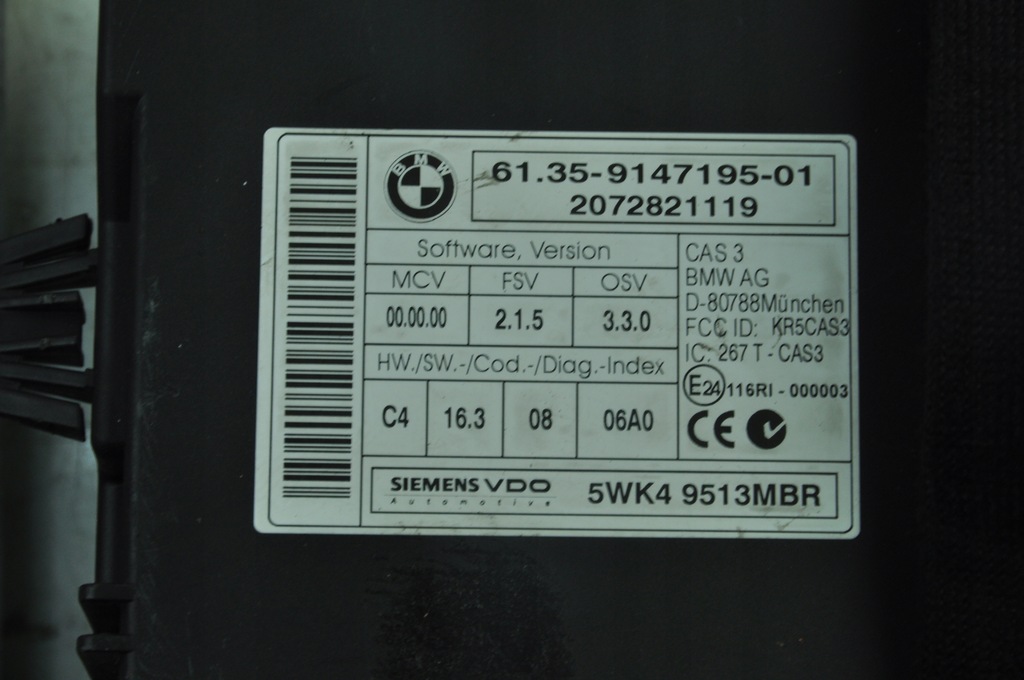 BMW
61.35-9147195-01
2072821119
Software, Version
MCV FSV OSV
00.00.00 2.1.5 3.3.0
HW./SW.-/Cod.-/Diag.-Index
C4 16.3 08 06A0
CAS 3
BMW AG
D-80788München
FCC ID: KR5CAS3
IC: 267 T - CAS3
E24 116RI - 000003
CE
SIEMENS VDO
Automotive
5WK4 9513MBR